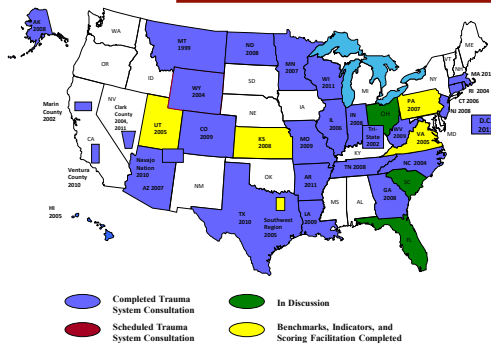 AK
2008
WA
MT
1999
ND
2008
MN
2007
ME
VT
NH
OR
ID
SD
WI
2011
NY
MA 201
RI 2004
CT 2006
NJ 2008
WY
2004
MI
Marin
County
2002
NV
Clark
County
2004,
2011
NE
IA
PA
2007
OH
D.C
201
IL
2006
IN
2008
Tri-
State
2002
WV
2009
MD
CA
UT
2005
CO
2009
KS
2008
MO
2009
VA
2005
KY
Ventura
County
2010
Navajo
Nation
2010
AZ 2007
NM
OK
AR
2011
TN 2008
NC 2004
SC
HI
2005
TX
2010
Southwest
Region
2005
LA
2009
MS
AL
GA
2008
FL
Completed Trauma
System Consultation
In Discussion
Scheduled Trauma
System Consultation
Benchmarks, Indicators, and
Scoring Facilitation Completed